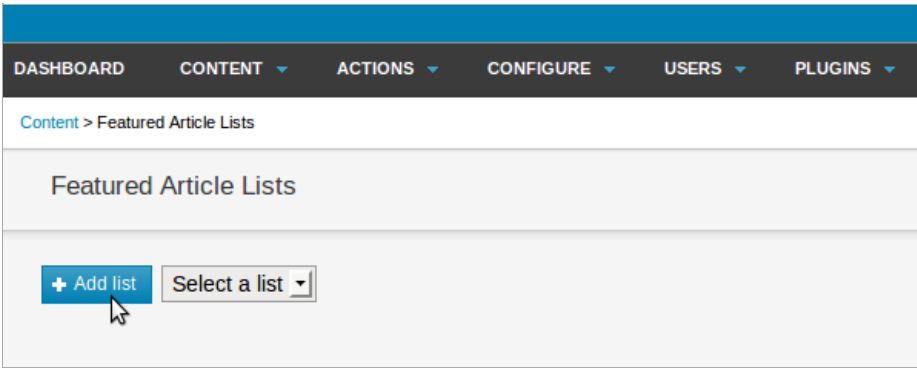 DASHBOARD CONTENT ACTIONS CONFIGURE USERS PLUGINS
Content > Featured Article Lists
Featured Article Lists
+ Add list Select a list